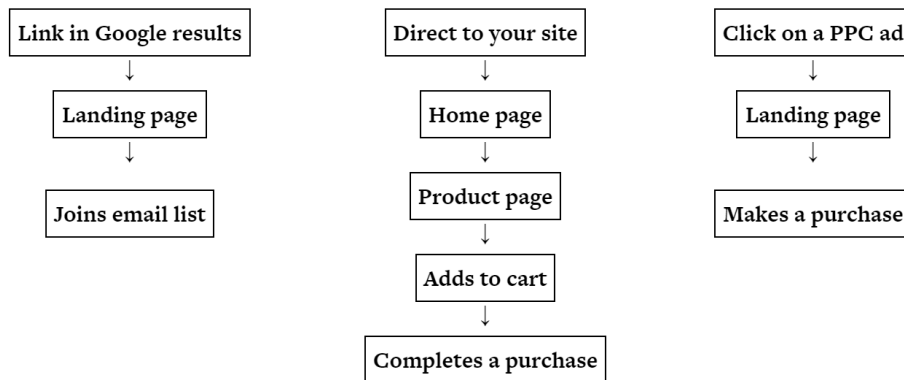 Link in Google results
Landing page
Joins email list
Direct to your site
Home page
Product page
Adds to cart
Completes a purchase
Click on a PPC ad
Landing page
Makes a purchase